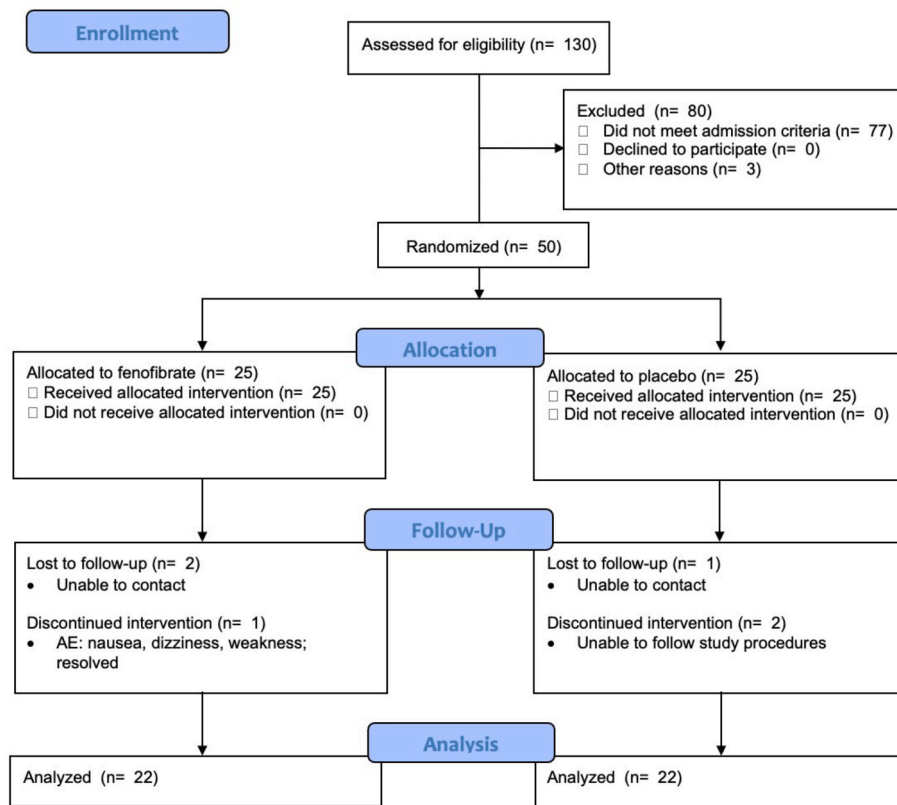 Enrollment
Assessed for eligibility (n= 130)
Excluded (n= 80)
□ Did not meet admission criteria (n= 77)
□ Declined to participate (n= 0)
□ Other reasons (n= 3)
Randomized (n= 50)
Allocation
Allocated to fenofibrate (n= 25)
□ Received allocated intervention (n= 25)
□ Did not receive allocated intervention (n= 0)
Allocated to placebo (n= 25)
□ Received allocated intervention (n= 25)
□ Did not receive allocated intervention (n= 0)
Follow-Up
Lost to follow-up (n= 2)
• Unable to contact
Discontinued intervention (n= 1)
• AE: nausea, dizziness, weakness;
resolved
Lost to follow-up (n= 1)
• Unable to contact
Discontinued intervention (n= 2)
• Unable to follow study procedures
Analysis
Analyzed (n= 22)
Analyzed (n= 22)